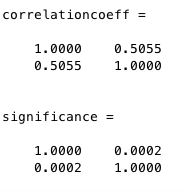 correlationcoeff =
1.0000 0.5055
0.5055 1.0000
significance =
1.0000 0.0002
0.0002 1.0000